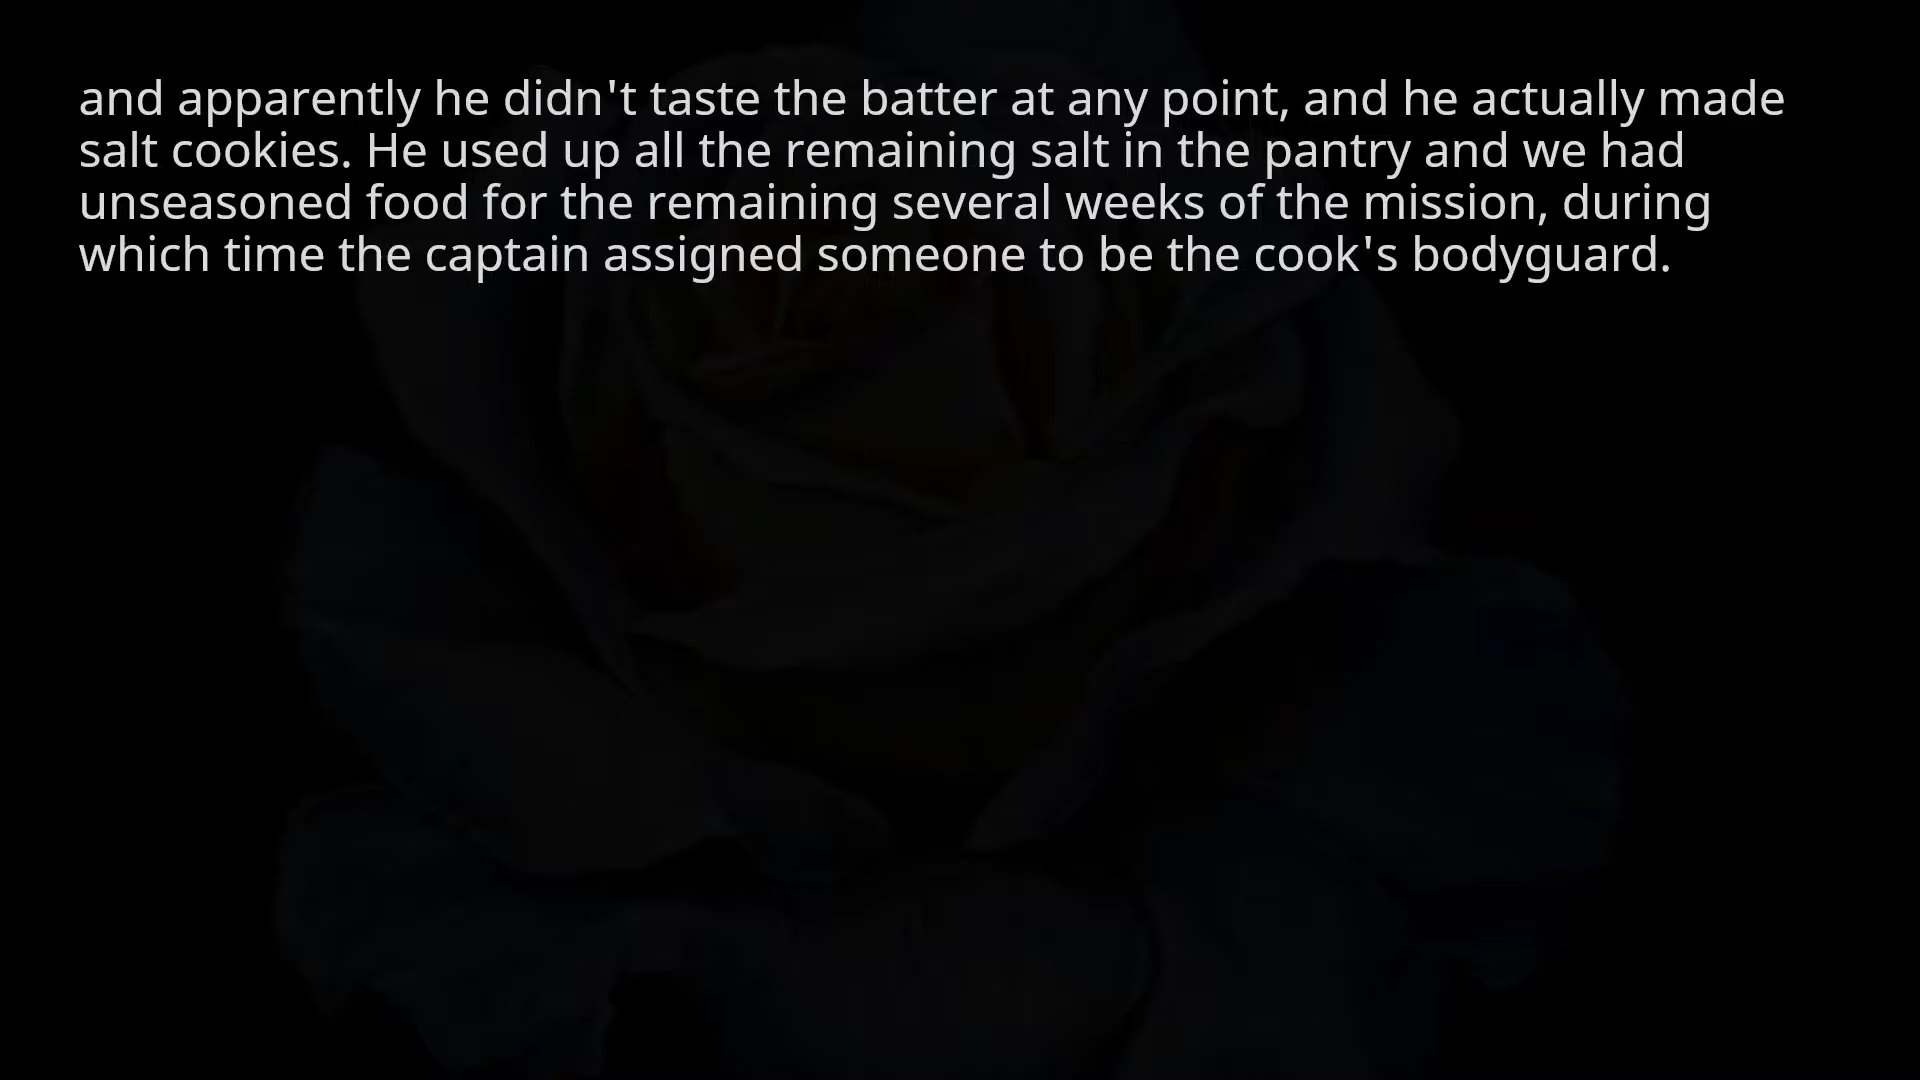 and apparently he didn't taste the batter at any point, and he actually made
salt cookies. He used up all the remaining salt in the pantry and we had
unseasoned food for the remaining several weeks of the mission, during
which time the captain assigned someone to be the cook's bodyguard.